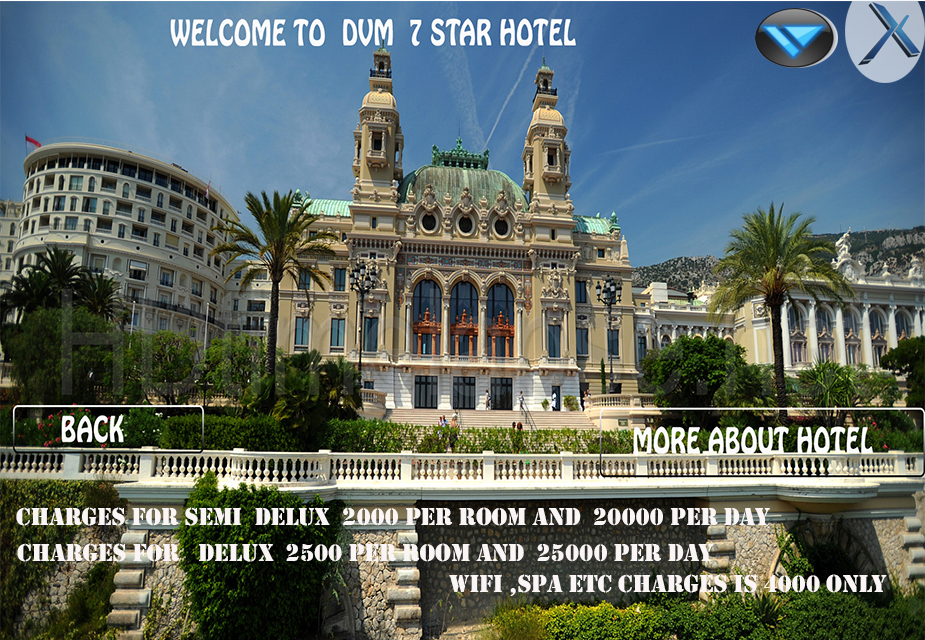 WELCOME TO DVM 7 STAR HOTEL
X
BACK
MORE ABOUT HOTEL
CHARGES FOR SEMI DELUX 2000 PER ROOM AND 20000 PER DAY
CHARGES FOR DELUX 2500 PER ROOM AND 25000 PER DAY
WIFI ,SPA ETC CHARGES IS 4000 ONLY